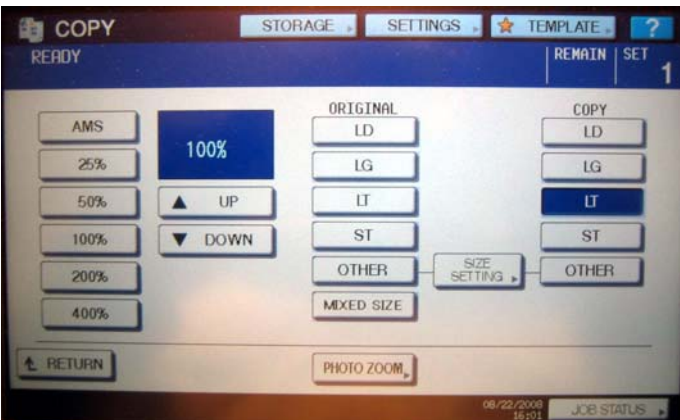 COPY STORAGE SETTINGS TEMPLATE ?
READY REMAIN SET
1
ORIGINAL COPY
AMS 100% LD LD
25% LG LG
50% UP LT LT
100% DOWN ST ST
200% OTHER SIZE SETTING OTHER
400% MIXED SIZE
RETURN PHOTO ZOOM
08/22/2008
16:01 JOB STATUS